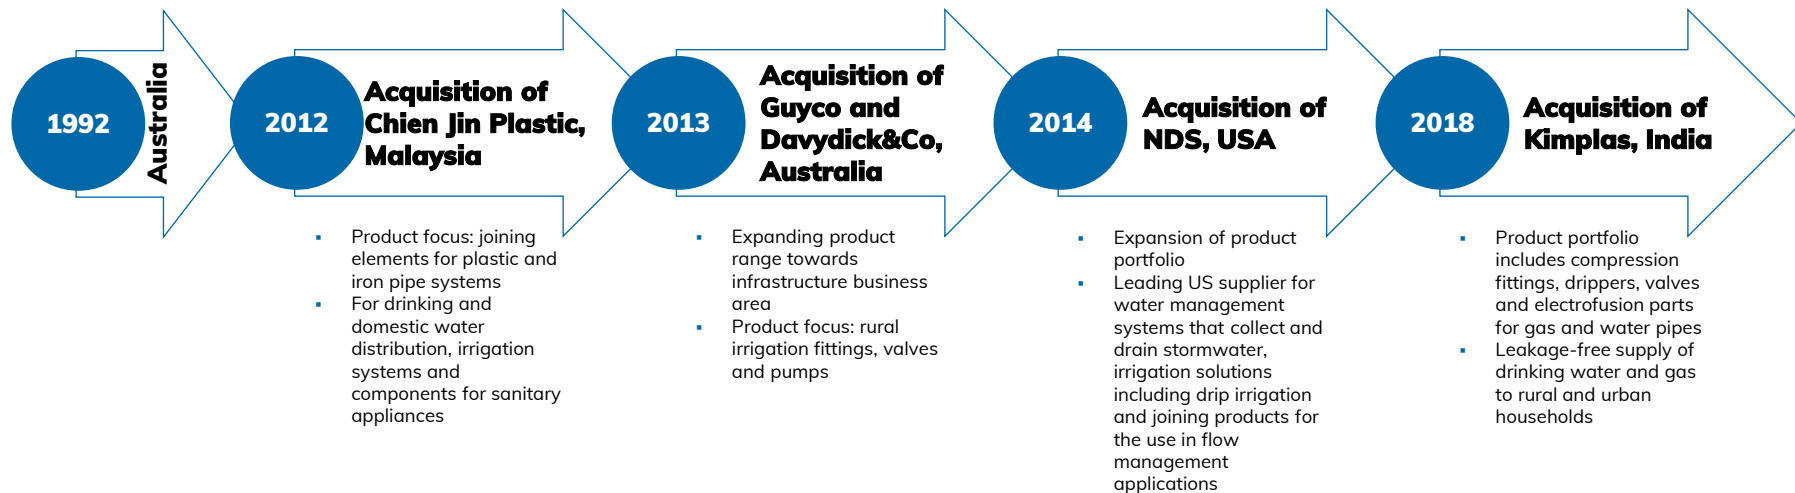 1992
Australia
2012
Acquisition of
Chien Jin Plastic,
Malaysia
▪ Product focus: joining
elements for plastic and
iron pipe systems
▪ For drinking and
domestic water
distribution, irrigation
systems and
components for sanitary
appliances
2013
Acquisition of
Guyco and
Davydick&Co,
Australia
▪ Expanding product
range towards
infrastructure business
area
▪ Product focus: rural
irrigation fittings, valves
and pumps
2014
Acquisition of
NDS, USA
▪ Expansion of product
portfolio
▪ Leading US supplier for
water management
systems that collect and
drain stormwater,
irrigation solutions
including drip irrigation
and joining products for
the use in flow
management
applications
2018
Acquisition of
Kimplas, India
▪ Product portfolio
includes compression
fittings, drippers, valves
and electrofusion parts
for gas and water pipes
▪ Leakage-free supply of
drinking water and gas
to rural and urban
households